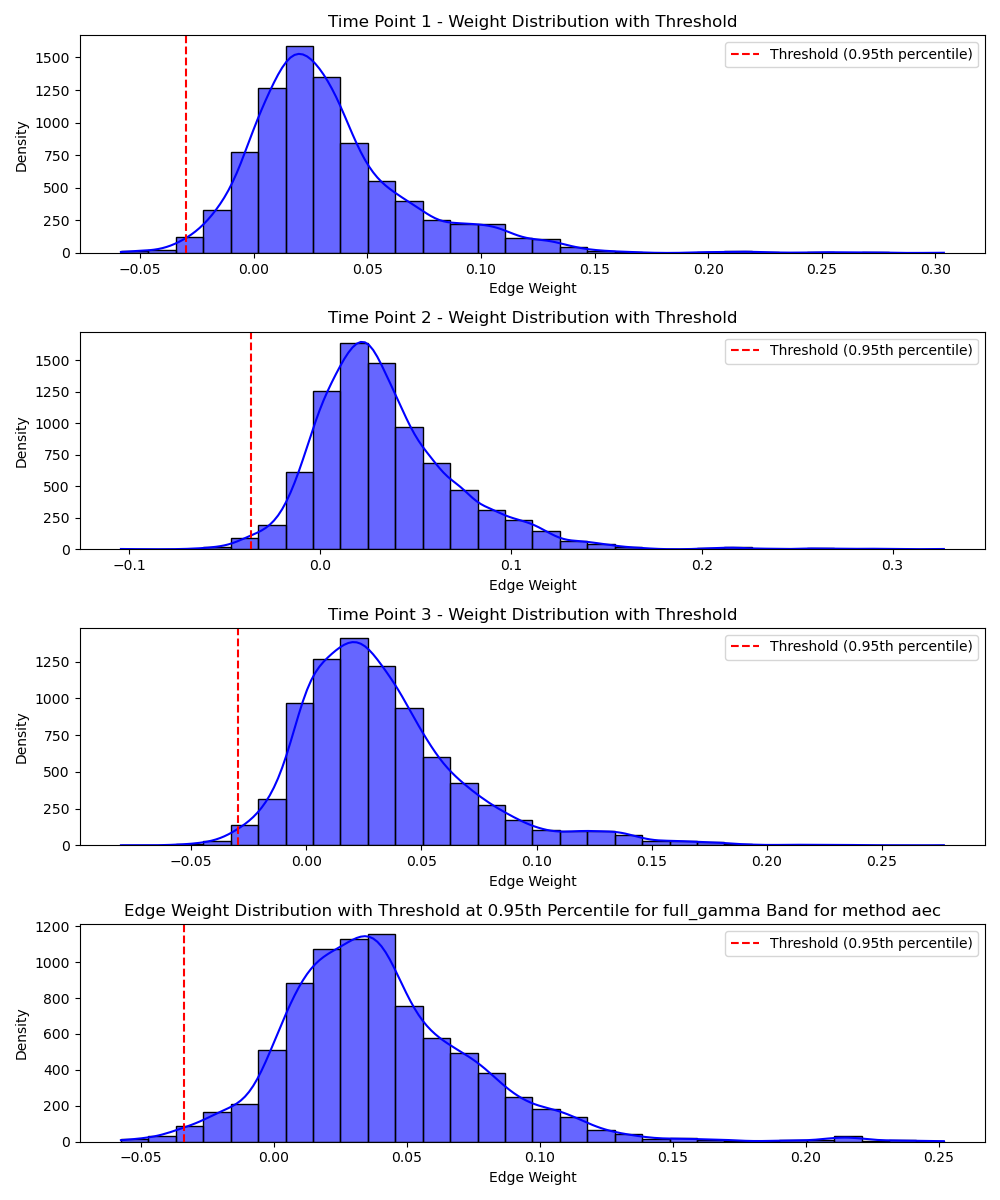 Time Point 1 - Weight Distribution with Threshold
Threshold (0.95th percentile)
Density
1500
1250
1000
750
500
250
0
−0.05 0.00 0.05 0.10 0.15 0.20 0.25 0.30
Edge Weight
Time Point 2 - Weight Distribution with Threshold
Threshold (0.95th percentile)
Density
1500
1250
1000
750
500
250
0
−0.1 0.0 0.1 0.2 0.3
Edge Weight
Time Point 3 - Weight Distribution with Threshold
Threshold (0.95th percentile)
Density
1250
1000
750
500
250
0
−0.05 0.00 0.05 0.10 0.15 0.20 0.25
Edge Weight
Edge Weight Distribution with Threshold at 0.95th Percentile for full_gamma Band for method aec
Threshold (0.95th percentile)
Density
1200
1000
800
600
400
200
0
−0.05 0.00 0.05 0.10 0.15 0.20 0.25
Edge Weight